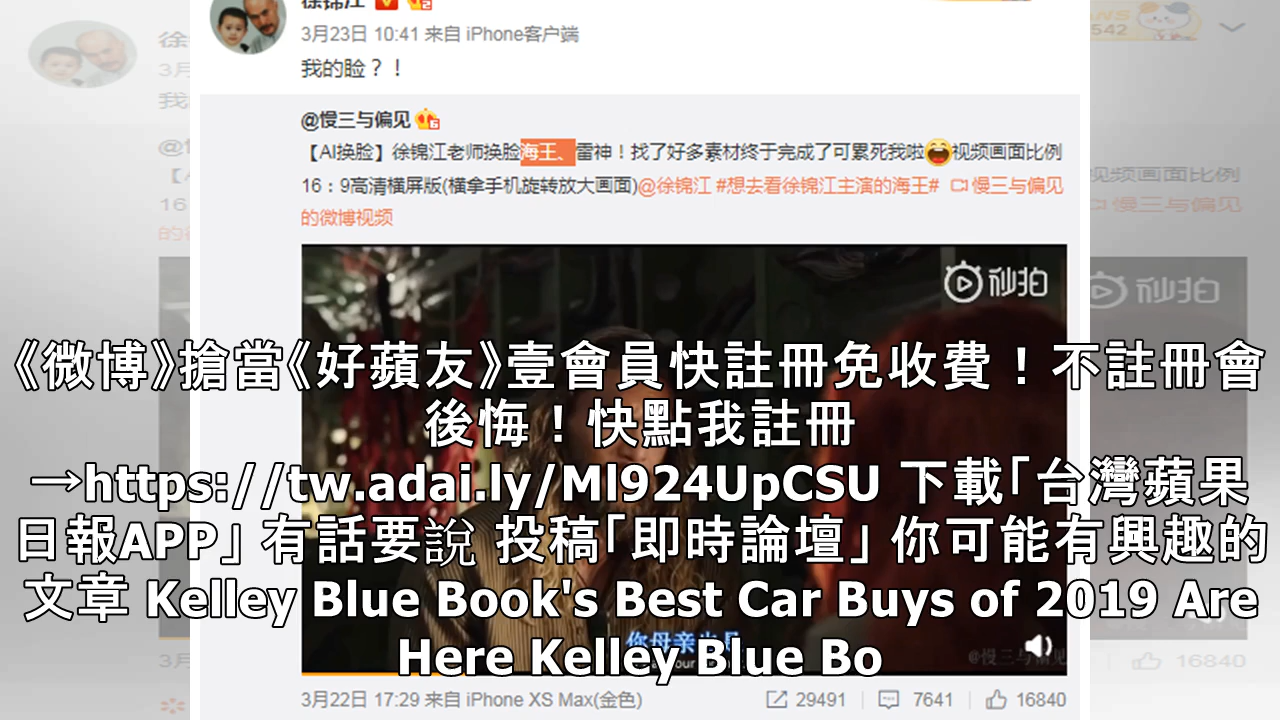 徐锦江
3月23日 10:41 来自 iPhone客户端
我的脸？！
@慢三与偏见
【AI换脸】徐锦江老师换脸海王、雷神！找了好多素材终于完成了可累死我啦 视频画面比例
16：9高清横屏版(横拿手机旋转放大画面)@徐锦江 #想去看徐锦江主演的海王# 慢三与偏见
的微博视频
秒拍
《微博》搶當《好蘋友》壹會員快註冊免收費！不註冊會
後悔！快點我註冊
→https://tw.adai.ly/Ml924UpCSU 下載「台灣蘋果
日報APP」 有話要說 投稿「即時論壇」 你可能有興趣的
文章 Kelley Blue Book's Best Car Buys of 2019 Are
Here Kelley Blue Bo
@慢三与偏见
3月22日 17:29 来自 iPhone XS Max(金色)
29491 7641 16840